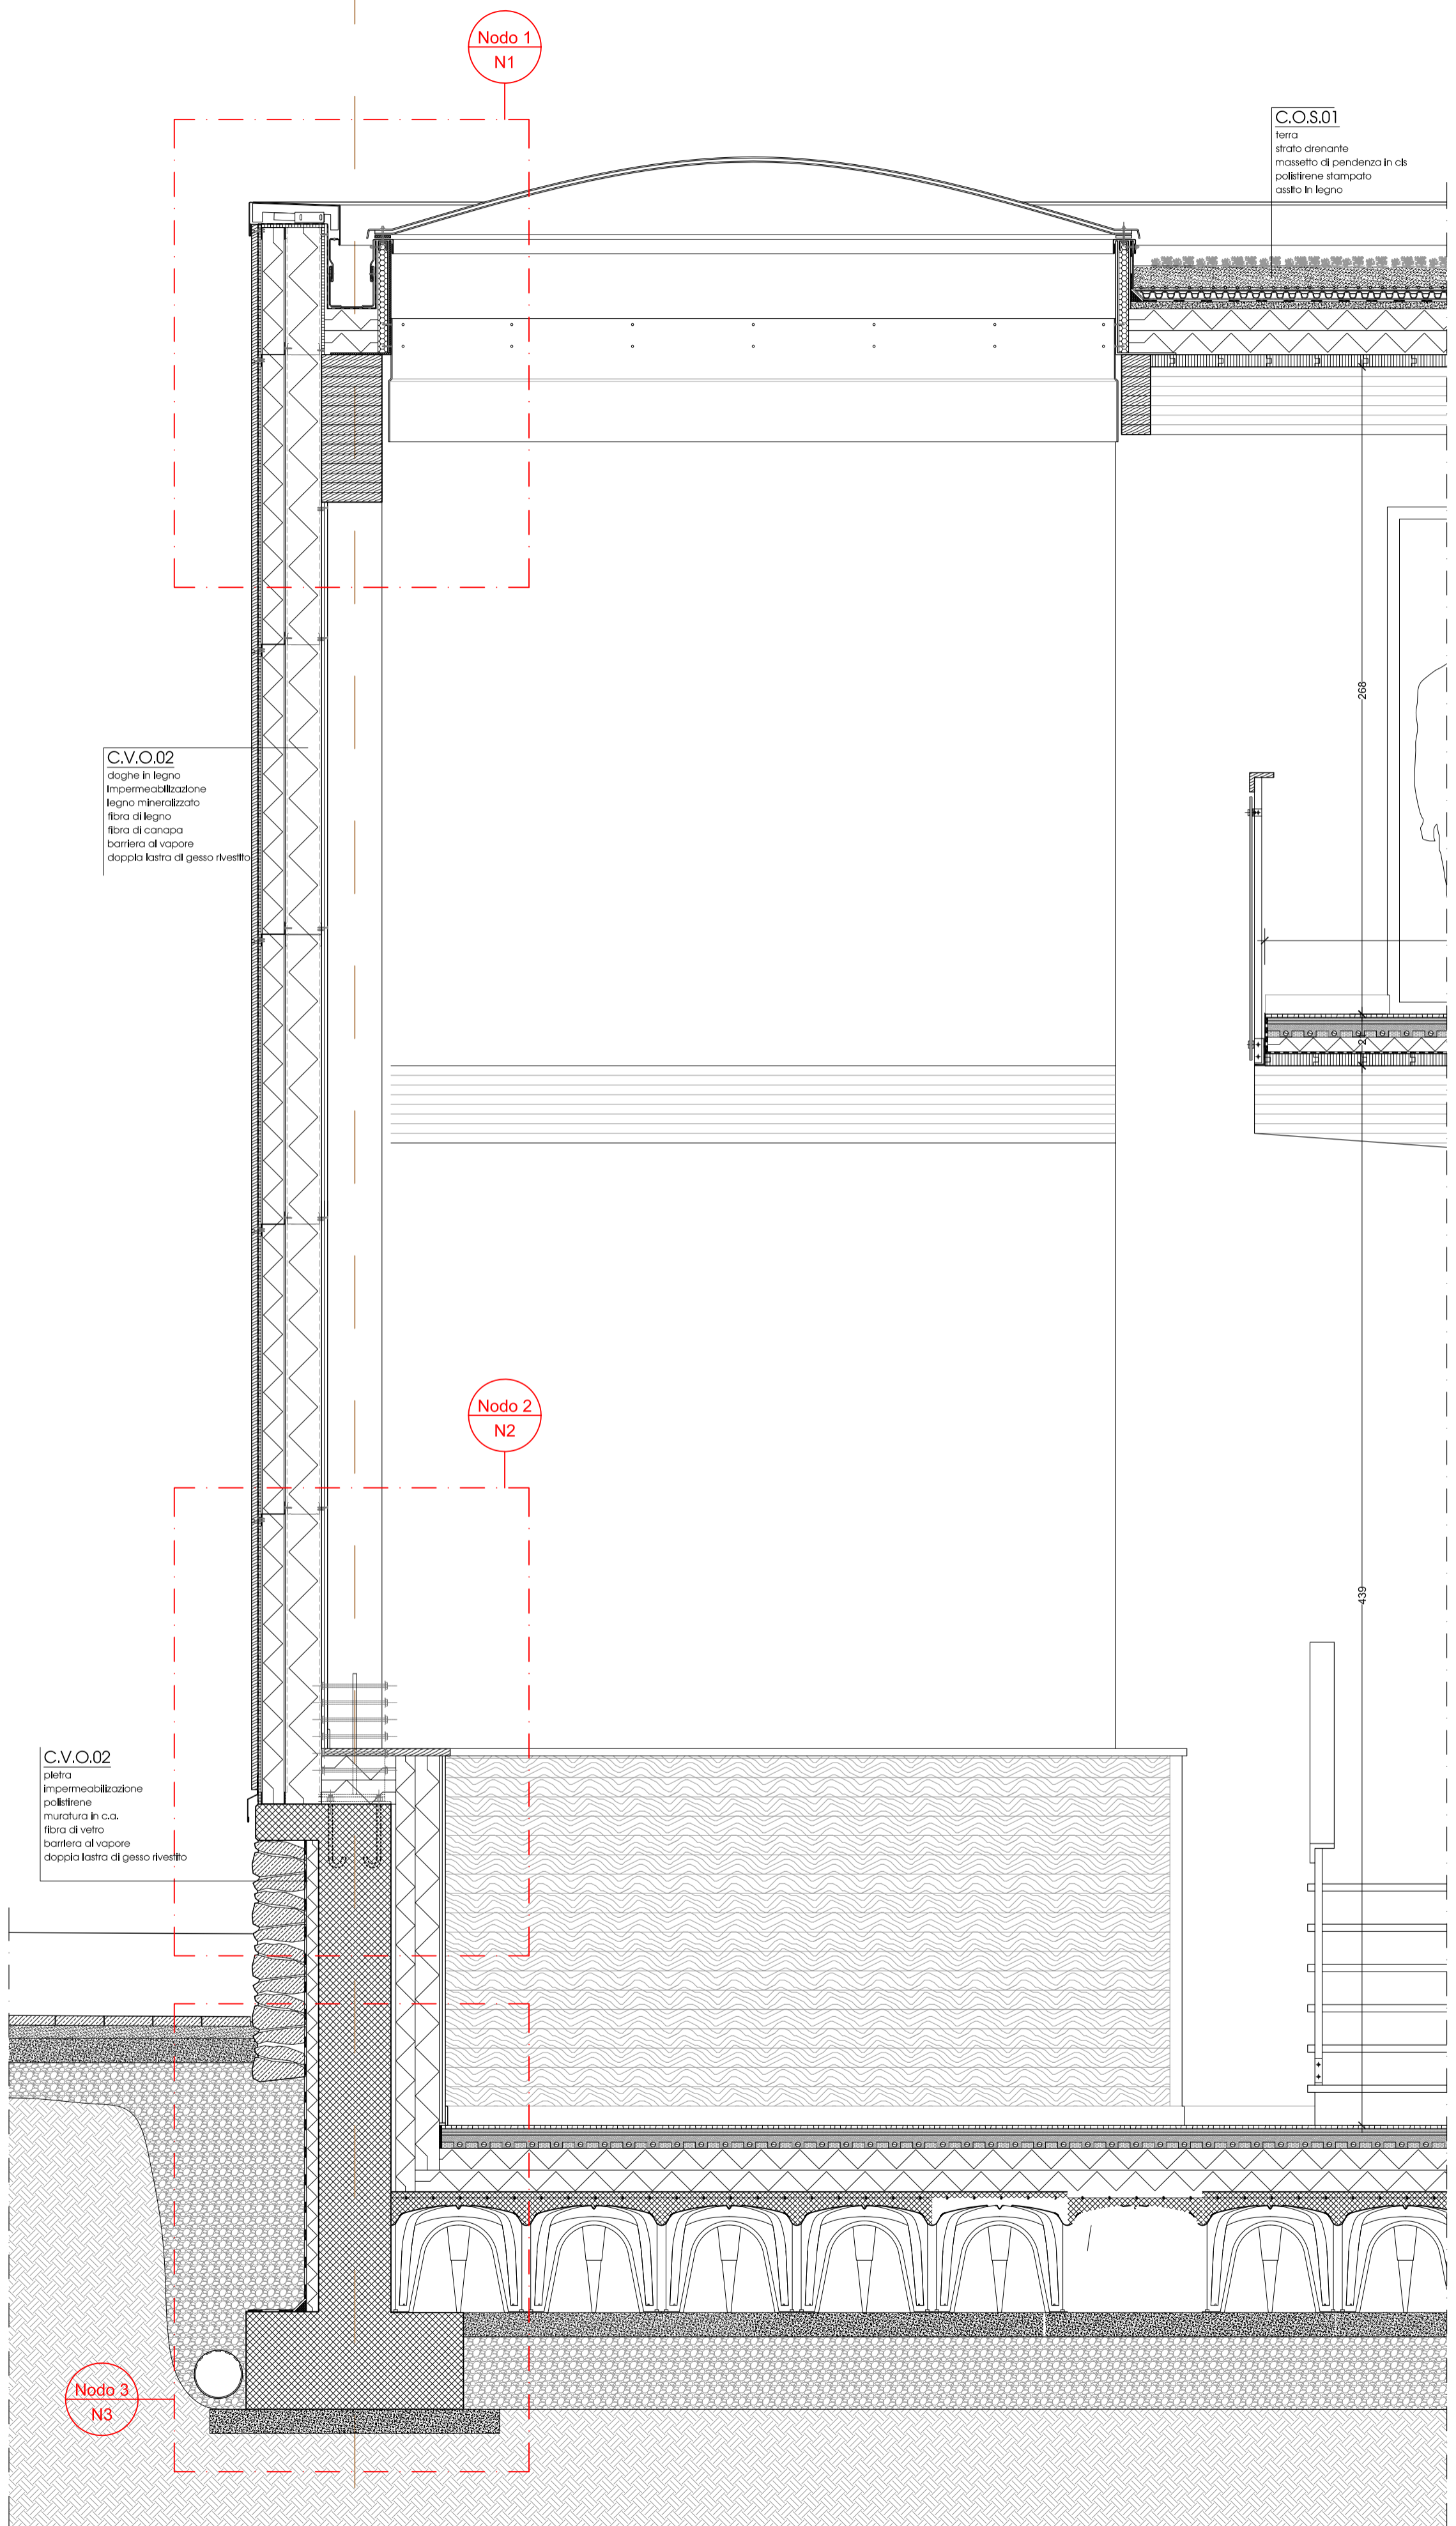 Nodo 1
N1
C.O.S.01
terra
strato drenante
massetto di pendenza in cls
polistirene stampato
assito in legno
268
C.V.O.02
doghe in legno
impermeabilizzazione
legno mineralizzato
fibra di legno
fibra di canapa
barriera al vapore
doppia lastra di gesso rivestito
21
Nodo 2
N2
439
C.V.O.02
pietra
impermeabilizzazione
polistirene
muratura in c.a.
fibra di vetro
barriera al vapore
doppia lastra di gesso rivestito
Nodo 3
N3